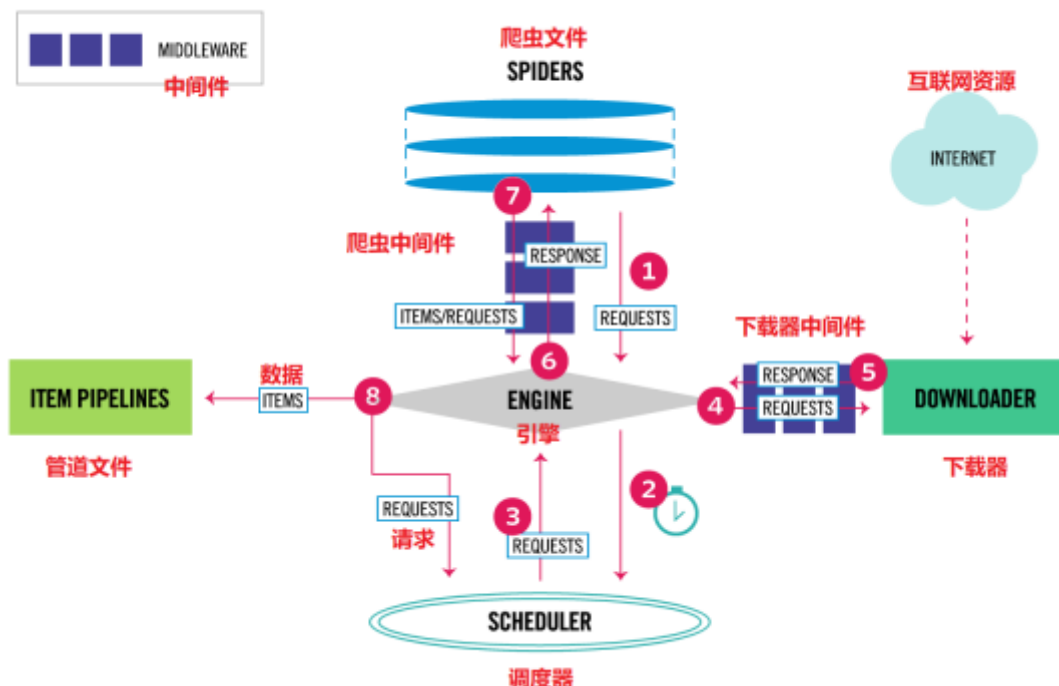 MIDDLEWARE
中间件
爬虫文件
SPIDERS
互联网资源
INTERNET
7
爬虫中间件
RESPONSE
1
ITEMS/REQUESTS
REQUESTS
下载器中间件
6
5
RESPONSE
数据
ITEM PIPELINES
ITEMS
8
ENGINE
4
REQUESTS
DOWNLOADER
引擎
管道文件
下载器
2
3
REQUESTS
请求
REQUESTS
SCHEDULER
调度器